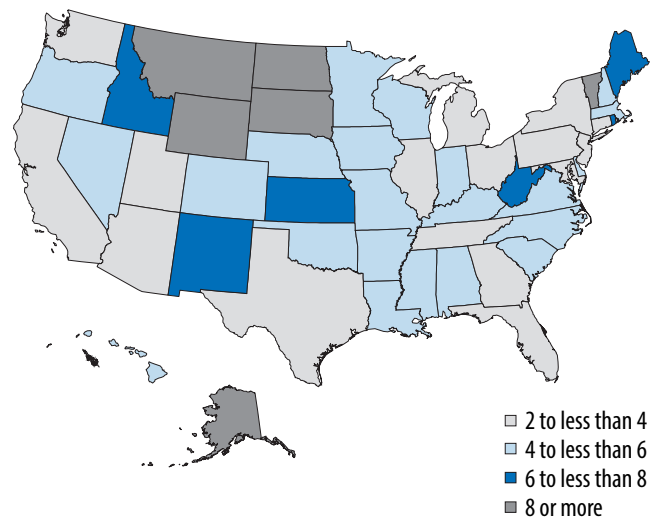 2 to less than 4
4 to less than 6
6 to less than 8
8 or more